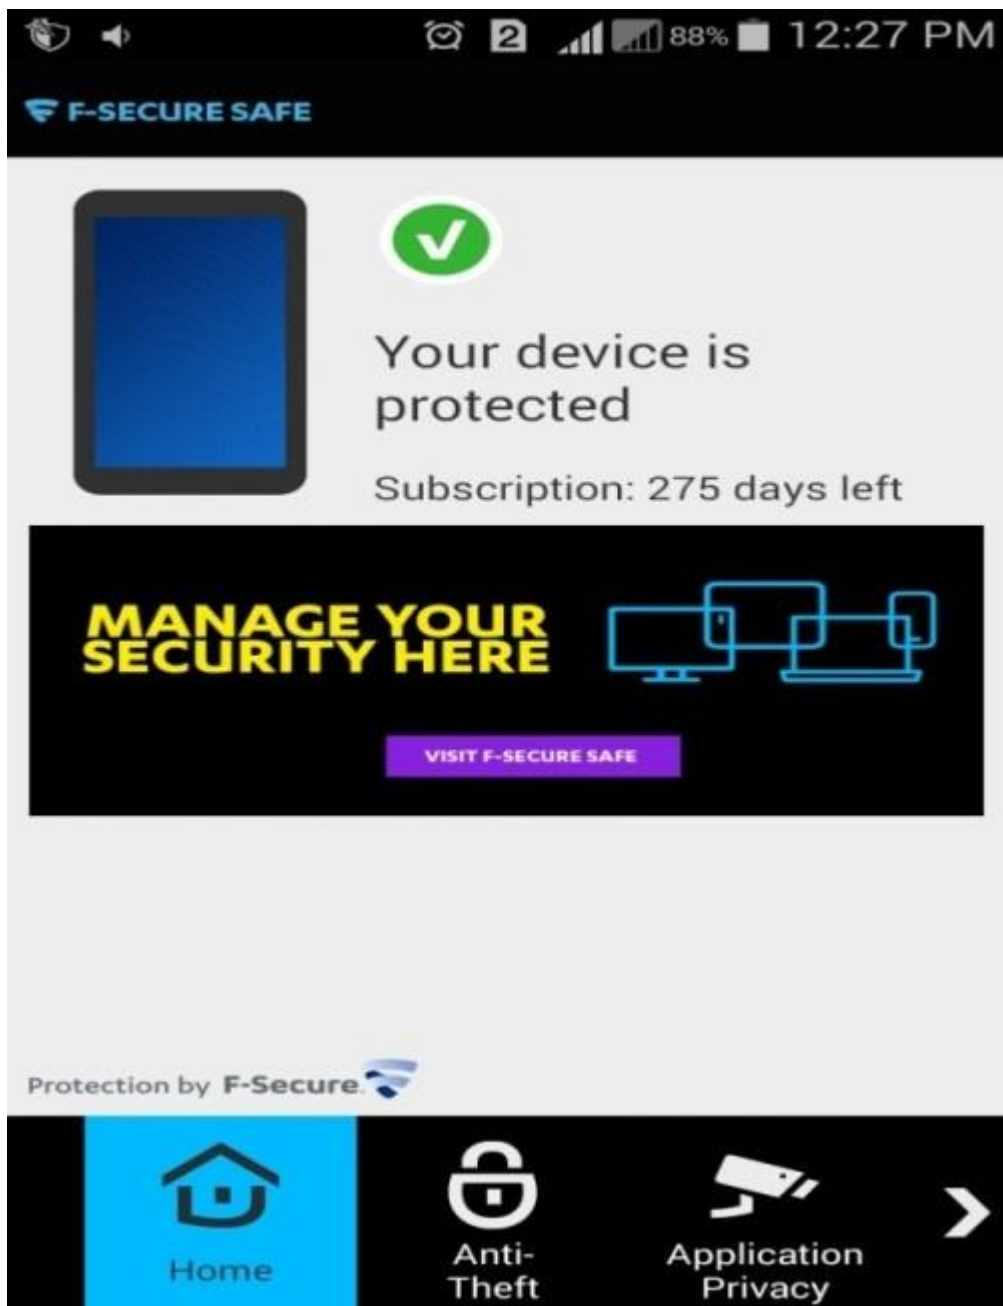 2 88% 12:27 PM
F-SECURE SAFE
Your device is
protected
Subscription: 275 days left
MANAGE YOUR
SECURITY HERE
VISIT F-SECURE SAFE
Protection by F-Secure
Home
Anti-
Theft
Application
Privacy